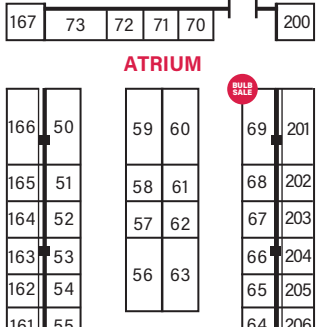 167 73 72 71 70 200
ATRIUM
BULB
SALE
166 50 59 60 69 201
165 51 58 61 68 202
164 52 57 62 67 203
163 53 56 63 66 204
162 54 65 205
161 55 64 206